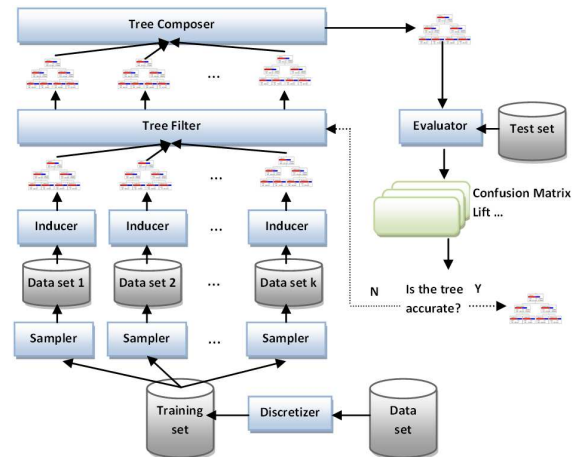 Tree Composer
...
Tree Filter
Evaluator
Test set
...
Confusion Matrix
Lift ...
Inducer
Inducer
...
Inducer
Data set 1
Data set 2
...
Data set k
N
Is the tree
accurate?
Y
Sampler
Sampler
...
Sampler
Training
set
Discretizer
Data
set